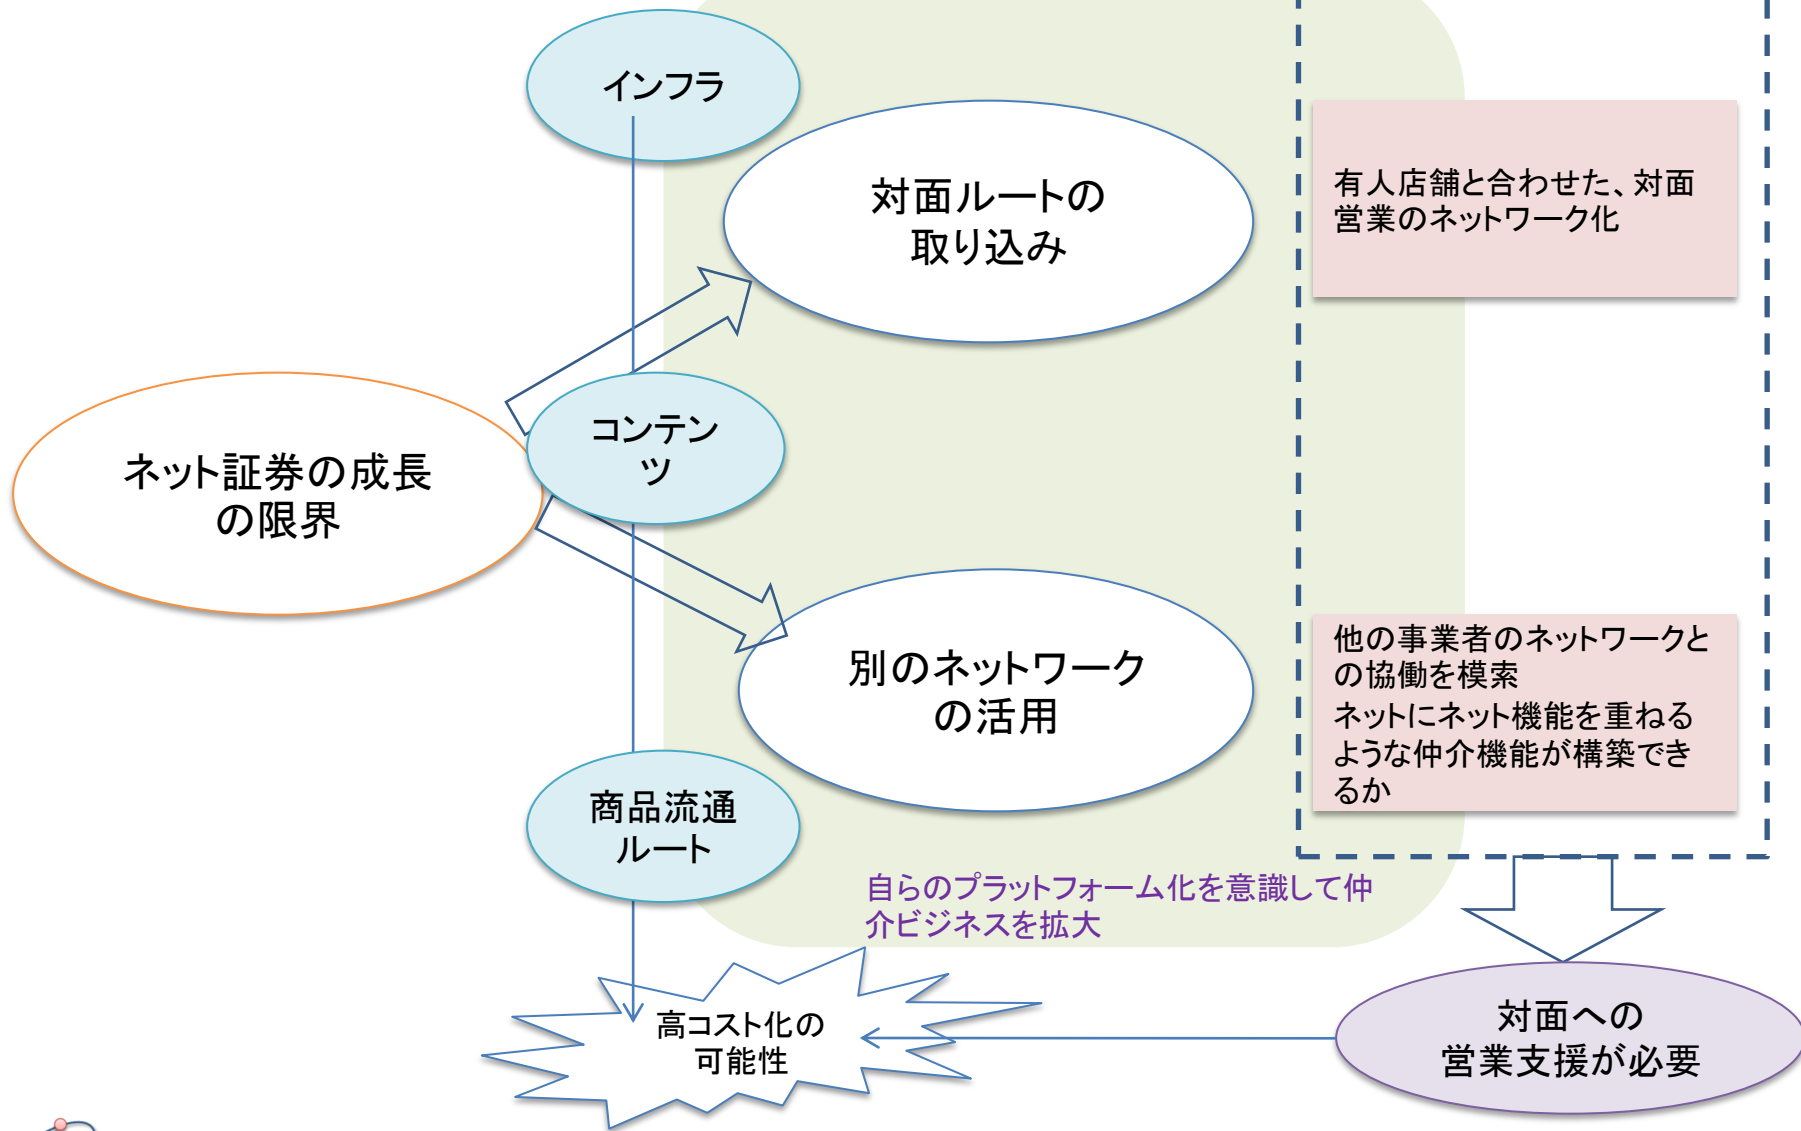 インフラ
対面ルートの
取り込み
有人店舗と合わせた、対面
営業のネットワーク化
コンテン
ツ
ネット証券の成長
の限界
別のネットワーク
の活用
他の事業者のネットワークと
の協働を模索
ネットにネット機能を重ねる
ような仲介機能が構築でき
るか
商品流通
ルート
自らのプラットフォーム化を意識して仲
介ビジネスを拡大
高コスト化の
可能性
対面への
営業支援が必要